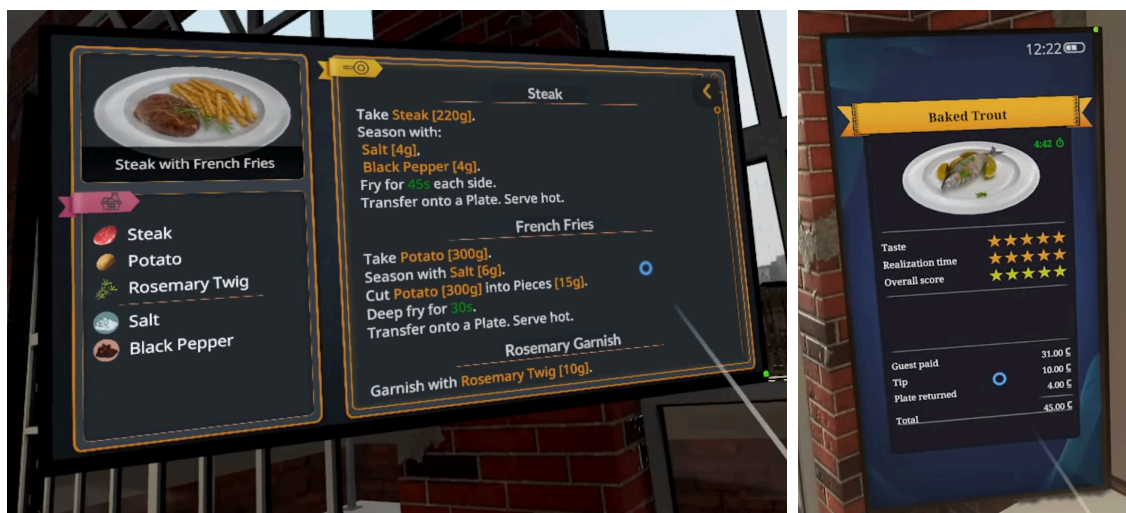 Steak with French Fries
Steak
Potato
Rosemary Twig
Salt
Black Pepper
Steak
Take Steak [220g].
Season with:
Salt [4g],
Black Pepper [4g].
Fry for 45s each side.
Transfer onto a Plate. Serve hot.
French Fries
Take Potato [300g].
Season with Salt [6g].
Cut Potato [300g] into Pieces [15g].
Deep fry for 30s.
Transfer onto a Plate. Serve hot.
Rosemary Garnish
Garnish with Rosemary Twig [10g].
12:22
Baked Trout
4:42
Taste
Realization time
Overall score
Guest paid 31.00
Tip 10.00
Plate returned 4.00
Total 45.00